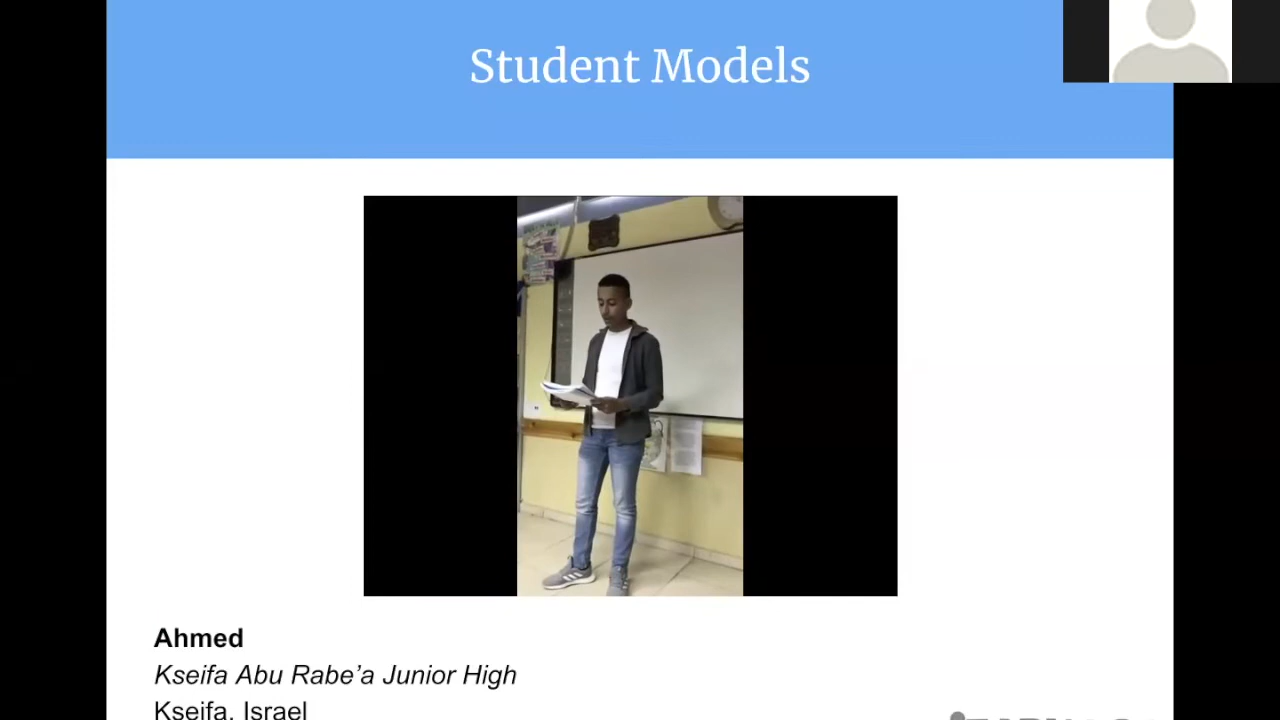 Student Models
Ahmed
Kseifa Abu Rabe’a Junior High
Kseifa, Israel